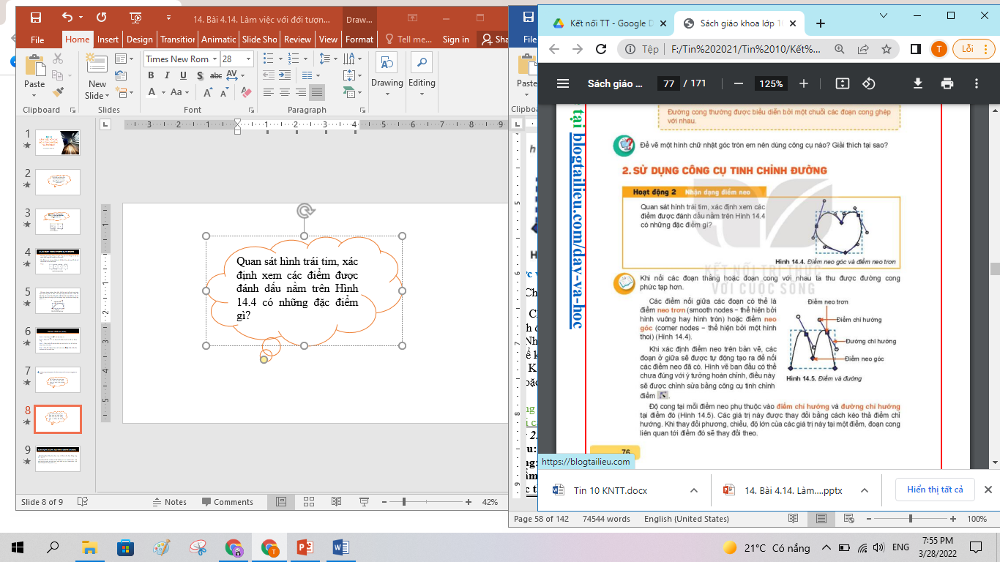 14. Bài 4.14. Làm việc với đối tượn...
Draw...
File
Home
Insert
Design
Transition
Animatic
Slide Sho
Review
View
Format
Tell me...
Sign in
Sha
Paste
New
Slide
Times New Rom
28
Drawing
Editing
Clipboard
Slides
Font
Paragraph
1
2
3
4
5
6
7
8
9
Quan sát hình trái tim, xác
định xem các điểm được
đánh dấu nằm trên Hình
14.4 có những đặc điểm
gì?
Slide 8 of 9
Notes
Comments
42%
File
Paste
Clipboard
Page 58 of 142
74544 words
English (United States)
100%
Kết nối TT - Google D
Sách giáo khoa lớp 1
Tệp
F:/Tin%202021/Tin%2010/Kết%...
T
Lỗi
Sách giáo ...
77 / 171
125%
tại blogtailieu.com/day-va-hoc
Đường cong thường được biểu diễn bởi một chuỗi các đoạn cong ghép
với nhau.
Để vẽ một hình chữ nhật góc tròn em nên dùng công cụ nào? Giải thích tại sao?
2. SỬ DỤNG CÔNG CỤ TINH CHỈNH ĐƯỜNG
Hoạt động 2 Nhận dạng điểm neo
Quan sát hình trái tim, xác định xem các
điểm được đánh dấu nằm trên Hình 14.4
có những đặc điểm gì?
Hình 14.4. Điểm neo góc và điểm neo trơn
KẾT NỐI TRI THỨC
VỚI CUỘC SỐNG
Khi nối các đoạn thẳng hoặc đoạn cong với nhau ta thu được đường cong
phức tạp hơn.
Các điểm nối giữa các đoạn có thể là
điểm neo trơn (smooth nodes – thể hiện bởi
hình vuông hay hình tròn) hoặc điểm neo
góc (corner nodes – thể hiện bởi một hình
thoi) (Hình 14.4).
Khi xác định điểm neo trên bản vẽ, các
đoạn ở giữa sẽ được tự động tạo ra để nối
các điểm neo đã có. Hình vẽ ban đầu có thể
chưa đúng với ý tưởng hoàn chỉnh, điều này
sẽ được chỉnh sửa bằng công cụ tinh chỉnh
điểm
Điểm neo trơn
Điểm chỉ hướng
Đường chỉ hướng
Điểm neo góc
Hình 14.5. Điểm và đường
Độ cong tại mỗi điểm neo phụ thuộc vào điểm chỉ hướng và đường chỉ hướng
tại điểm đó (Hình 14.5). Các giá trị này được thay đổi bằng cách kéo thả điểm chỉ
hướng. Khi thay đổi phương, chiều, độ lớn của các giá trị này tại một điểm, đoạn cong
liên quan tới điểm đó sẽ thay đổi theo.
76
https://blogtailieu.com
Tin 10 KNTT.docx
14. Bài 4.14. Làm....pptx
Hiển thị tất cả
21°C Có nắng
ENG
7:55 PM
3/28/2022